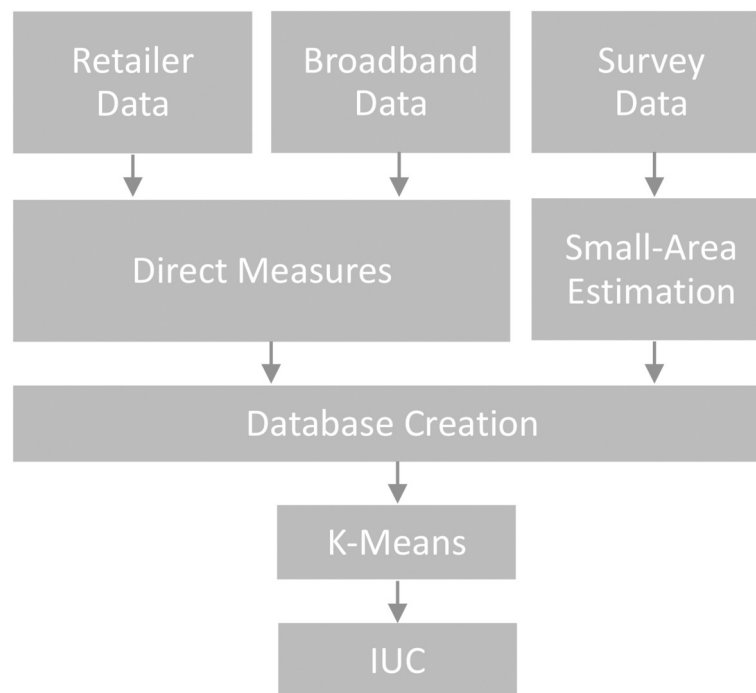 Retailer
Data
Broadband
Data
Survey
Data
Direct Measures
Small-Area
Estimation
Database Creation
K-Means
IUC